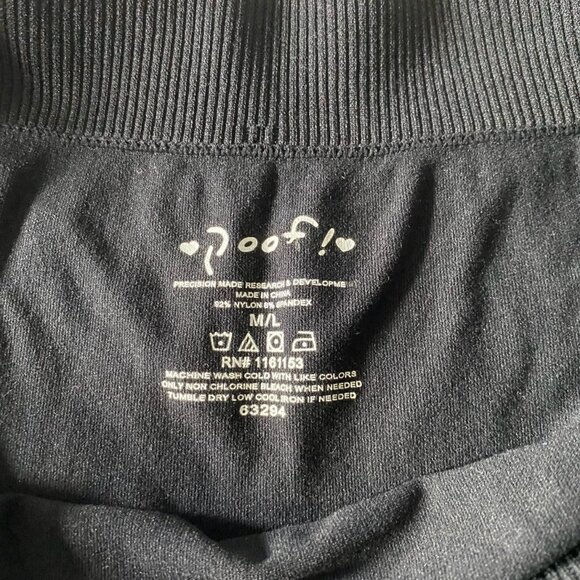 Poof!
PRECISION MADE RESEARCH & DEVELOPMENT
MADE IN CHINA
92% NYLON 8% SPANDEX
M/L
RN# 1161153
MACHINE WASH COLD WITH LIKE COLORS
ONLY NON CHLORINE BLEACH WHEN NEEDED
TUMBLE DRY LOW COOL IRON IF NEEDED
63294